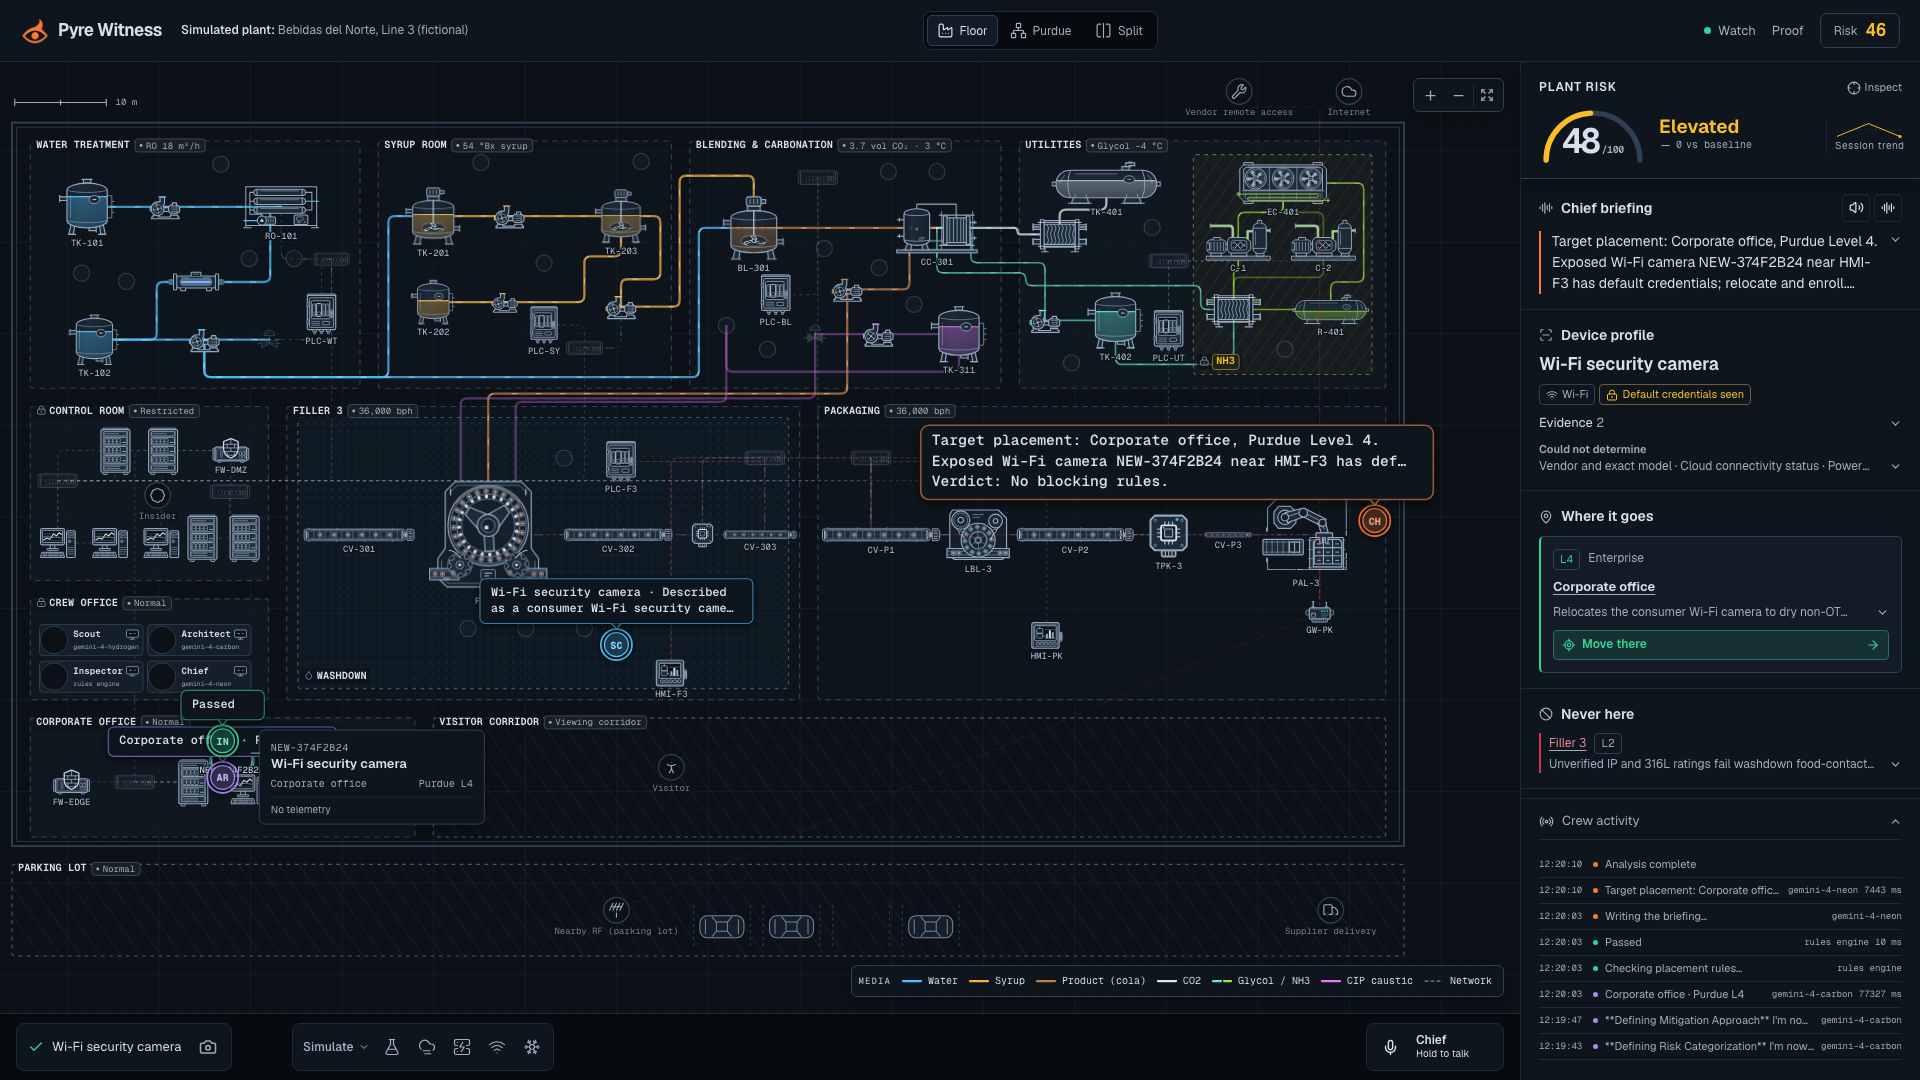 Pyre Witness
Simulated plant: Bebidas del Norte, Line 3 (fictional)
Floor
Purdue
Split
Watch
Proof
Risk 46
10 m
Vendor remote access
Internet
WATER TREATMENT
RO 18 m³/h
SYRUP ROOM
54 °Bx syrup
BLENDING & CARBONATION
3.7 vol CO₂ · 3 °C
UTILITIES
Glycol −4 °C
TK-101
RO-101
TK-102
PLC-WT
TK-201
TK-203
TK-202
PLC-SY
BL-301
PLC-BL
CC-301
TK-311
TK-401
TK-402
PLC-UT
EC-401
C-1
C-2
R-401
NH3
CONTROL ROOM
Restricted
FW-DMZ
Insider
FILLER 3
36,000 bph
PLC-F3
CV-301
CV-302
CV-303
HMI-F3
WASHDOWN
Wi-Fi security camera · Described
as a consumer Wi-Fi security came…
SC
PACKAGING
36,000 bph
Target placement: Corporate office, Purdue Level 4.
Exposed Wi-Fi camera NEW-374F2B24 near HMI-F3 has def…
Verdict: No blocking rules.
CH
CV-P1
LBL-3
CV-P2
TPK-3
CV-P3
PAL-3
GW-PK
HMI-PK
CREW OFFICE
Normal
Scout
gemini-4-hydrogen
Architect
gemini-4-carbon
Inspector
rules engine
Chief
gemini-4-neon
Passed
CORPORATE OFFICE
Normal
IN
AR
FW-EDGE
NEW-374F2B24
Wi-Fi security camera
Corporate office
Purdue L4
No telemetry
VISITOR CORRIDOR
Viewing corridor
Visitor
PARKING LOT
Normal
Nearby RF (parking lot)
Supplier delivery
MEDIA
Water
Syrup
Product (cola)
CO2
Glycol / NH3
CIP caustic
Network
Wi-Fi security camera
Simulate
Chief
Hold to talk
PLANT RISK
Inspect
48/100
Elevated
— 0 vs baseline
Session trend
Chief briefing
Target placement: Corporate office, Purdue Level 4.
Exposed Wi-Fi camera NEW-374F2B24 near HMI-
F3 has default credentials; relocate and enroll.…
Device profile
Wi-Fi security camera
Wi-Fi
Default credentials seen
Evidence 2
Could not determine
Vendor and exact model · Cloud connectivity status · Power…
Where it goes
L4 Enterprise
Corporate office
Relocates the consumer Wi-Fi camera to dry non-OT…
Move there
Never here
Filler 3
L2
Unverified IP and 316L ratings fail washdown food-contact…
Crew activity
12:20:10 Analysis complete
12:20:10 Target placement: Corporate offic… gemini-4-neon 7443 ms
12:20:03 Writing the briefing… gemini-4-neon
12:20:03 Passed rules engine 10 ms
12:20:03 Checking placement rules… rules engine
12:20:03 Corporate office · Purdue L4 gemini-4-carbon 77327 ms
12:19:47 **Defining Mitigation Approach** I'm no… gemini-4-carbon
12:19:43 **Defining Risk Categorization** I'm now… gemini-4-carbon